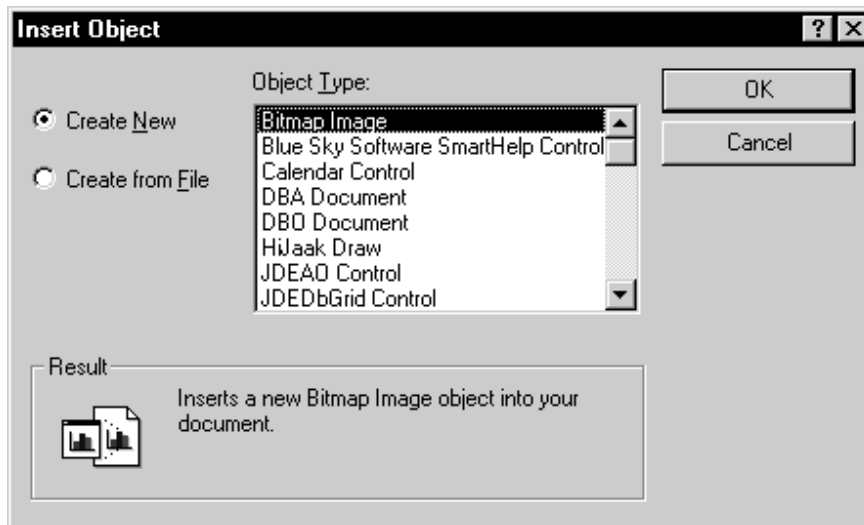 Insert Object
Object Type:
Create New
Create from File
Bitmap Image
Blue Sky Software SmartHelp Control
Calendar Control
DBA Document
DBO Document
HiJaak Draw
JDEAO Control
JDEDbGrid Control
OK
Cancel
Result
Inserts a new Bitmap Image object into your
document.